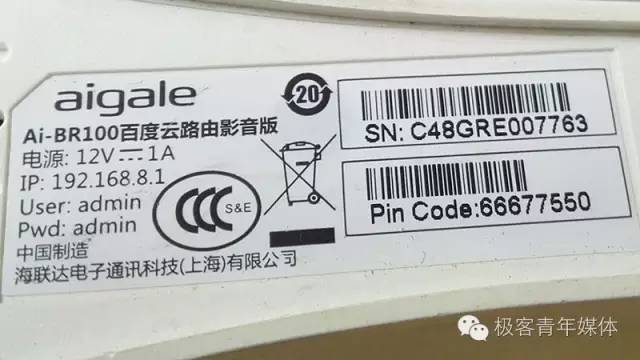 aigale
20
Ai-BR100百度云路由影音版
电源: 12V⎓1A
IP: 192.168.8.1
User: admin
Pwd: admin
中国制造
海联达电子通讯科技(上海)有限公司
CCC S&E
SN: C48GRE007763
Pin Code:66677550
极客青年媒体